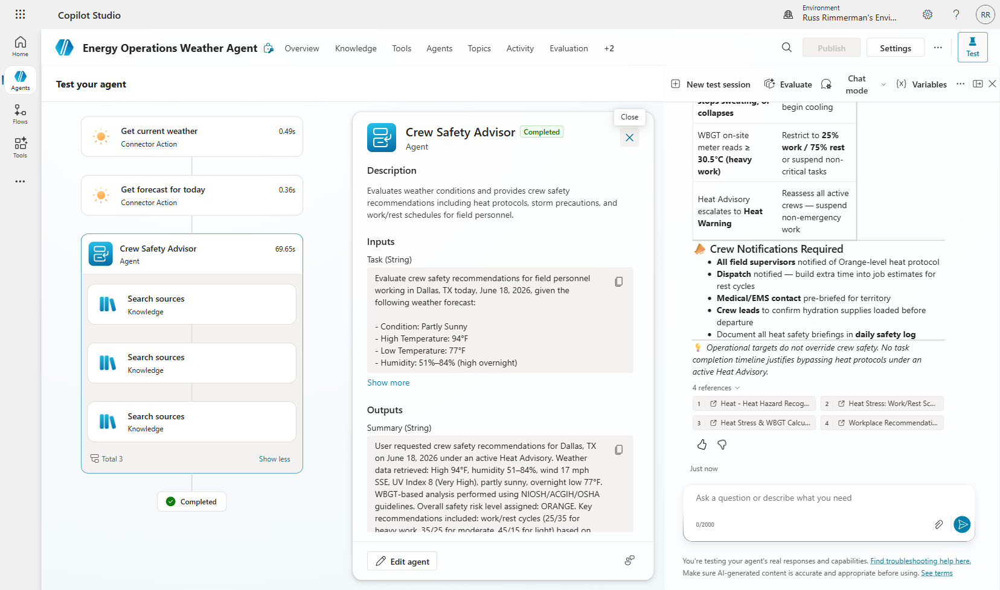 Copilot Studio
Environment
Russ Rimmerman's Envi...
RR
Home
Agents
Flows
Tools
Energy Operations Weather Agent
Overview
Knowledge
Tools
Agents
Topics
Activity
Evaluation
+2
Publish
Settings
Test
Test your agent
New test session
Evaluate
Chat
mode
Variables
Get current weather
0.49s
Connector Action
Get forecast for today
0.36s
Connector Action
Crew Safety Advisor
69.65s
Agent
Search sources
Knowledge
Search sources
Knowledge
Search sources
Knowledge
Total 3
Show less
Completed
Close
Crew Safety Advisor
Completed
Agent
Description
Evaluates weather conditions and provides crew safety
recommendations including heat protocols, storm precautions, and
work/rest schedules for field personnel.
Inputs
Task (String)
Evaluate crew safety recommendations for field personnel
working in Dallas, TX today, June 18, 2026, given the
following weather forecast:
- Condition: Partly Sunny
- High Temperature: 94°F
- Low Temperature: 77°F
- Humidity: 51%–84% (high overnight)
Show more
Outputs
Summary (String)
User requested crew safety recommendations for Dallas, TX
on June 18, 2026 under an active Heat Advisory. Weather
data retrieved: High 94°F, humidity 51–84%, wind 17 mph
SSE, UV Index 8 (Very High), partly sunny, overnight low 77°F.
WBGT-based analysis performed using NIOSH/ACGIH/OSHA
guidelines. Overall safety risk level assigned: ORANGE. Key
recommendations included: work/rest cycles (25/35 for
heavy work, 35/25 for moderate, 45/15 for light) based on
Edit agent
stops sweating, or
collapses
begin cooling
WBGT on-site
meter reads ≥
30.5°C (heavy
work)
Restrict to 25%
work / 75% rest
or suspend non-
critical tasks
Heat Advisory
escalates to Heat
Warning
Reassess all active
crews — suspend
non-emergency
work
Crew Notifications Required
• All field supervisors notified of Orange-level heat protocol
• Dispatch notified — build extra time into job estimates for
rest cycles
• Medical/EMS contact pre-briefed for territory
• Crew leads to confirm hydration supplies loaded before
departure
• Document all heat safety briefings in daily safety log
Operational targets do not override crew safety. No task
completion timeline justifies bypassing heat protocols under an
active Heat Advisory.
4 references
1 Heat - Heat Hazard Recog...
2 Heat Stress: Work/Rest Sc...
3 Heat Stress & WBGT Calcu...
4 Workplace Recommendati...
Just now
Ask a question or describe what you need
0/2000
You're testing your agent's real responses and capabilities. Find troubleshooting help here.
Make sure AI-generated content is accurate and appropriate before using. See terms